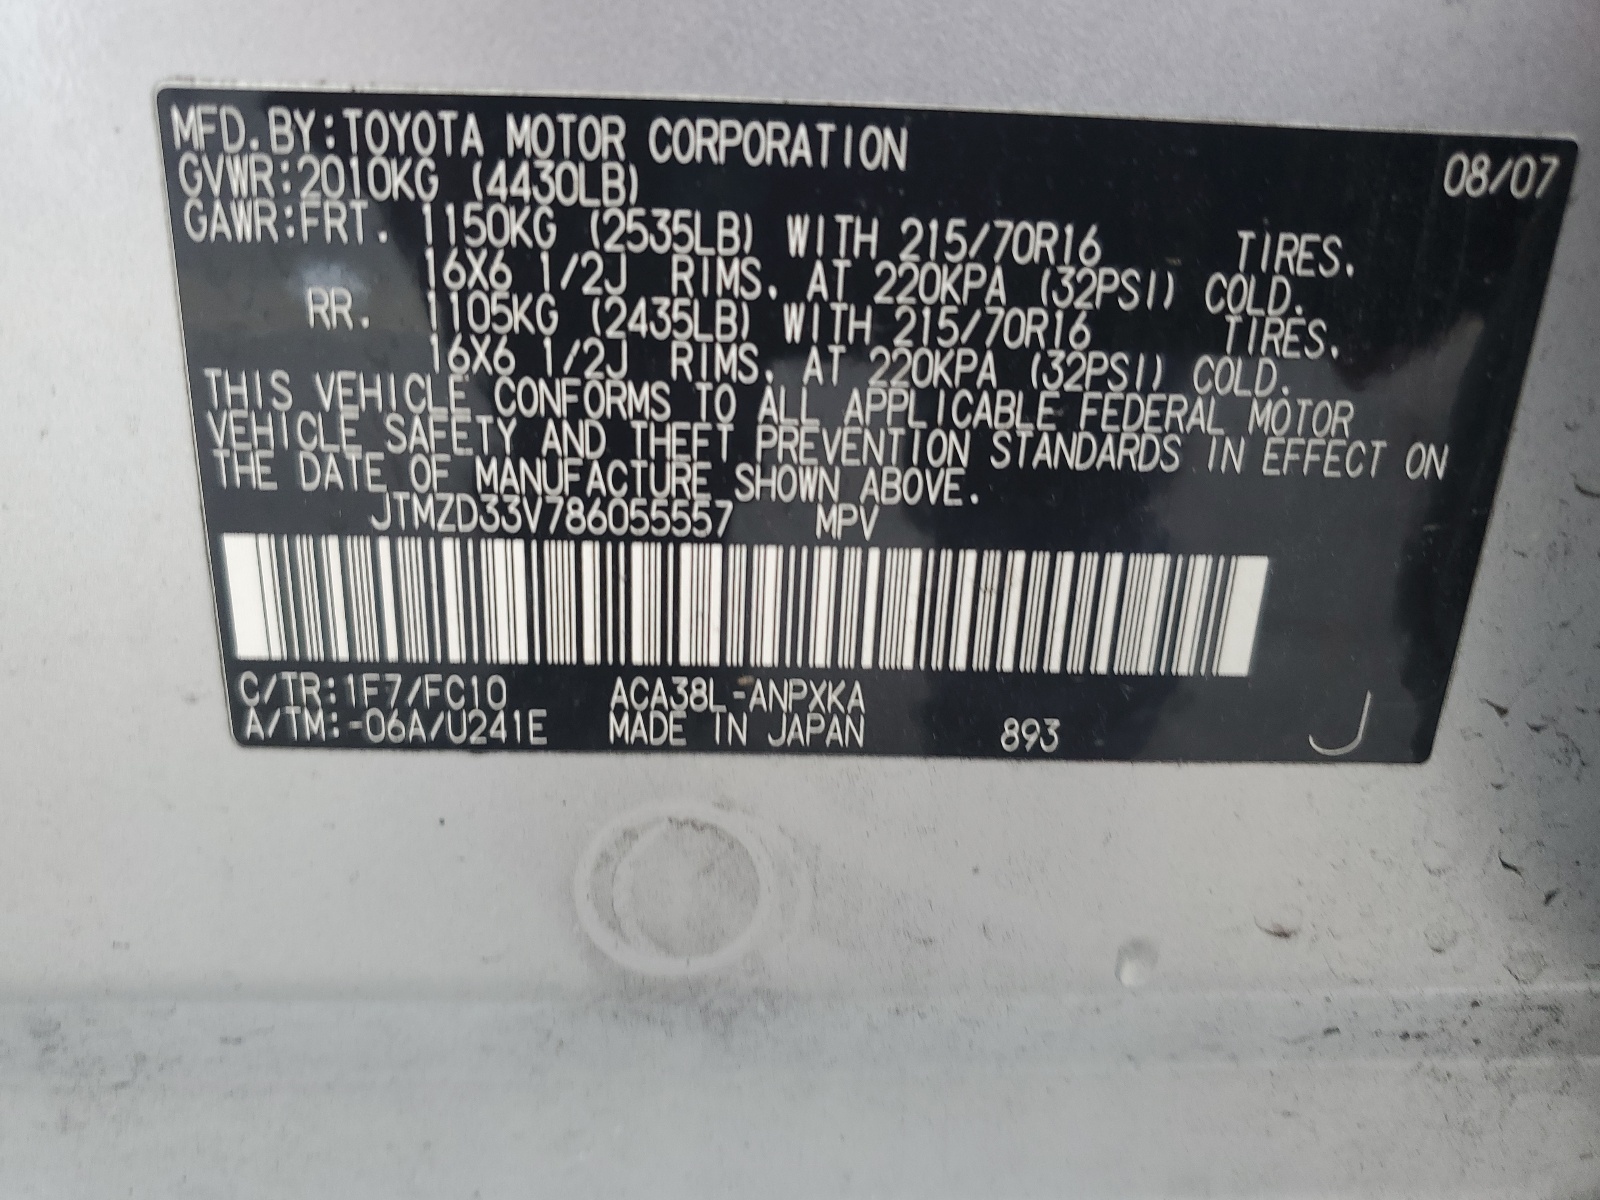 MFD.BY:TOYOTA MOTOR CORPORATION 08/07
GVWR:2010KG (4430LB)
GAWR:FRT. 1150KG (2535LB) WITH 215/70R16 TIRES.
16X6 1/2J RIMS. AT 220KPA (32PSI) COLD.
RR. 1105KG (2435LB) WITH 215/70R16 TIRES.
16X6 1/2J RIMS. AT 220KPA (32PSI) COLD.
THIS VEHICLE CONFORMS TO ALL APPLICABLE FEDERAL MOTOR
VEHICLE SAFETY AND THEFT PREVENTION STANDARDS IN EFFECT ON
THE DATE OF MANUFACTURE SHOWN ABOVE.
JTMZD33V786055557 MPV
C/TR:1F7/FC10 ACA38L-ANPXKA
A/TM:-06A/U241E MADE IN JAPAN 893 J